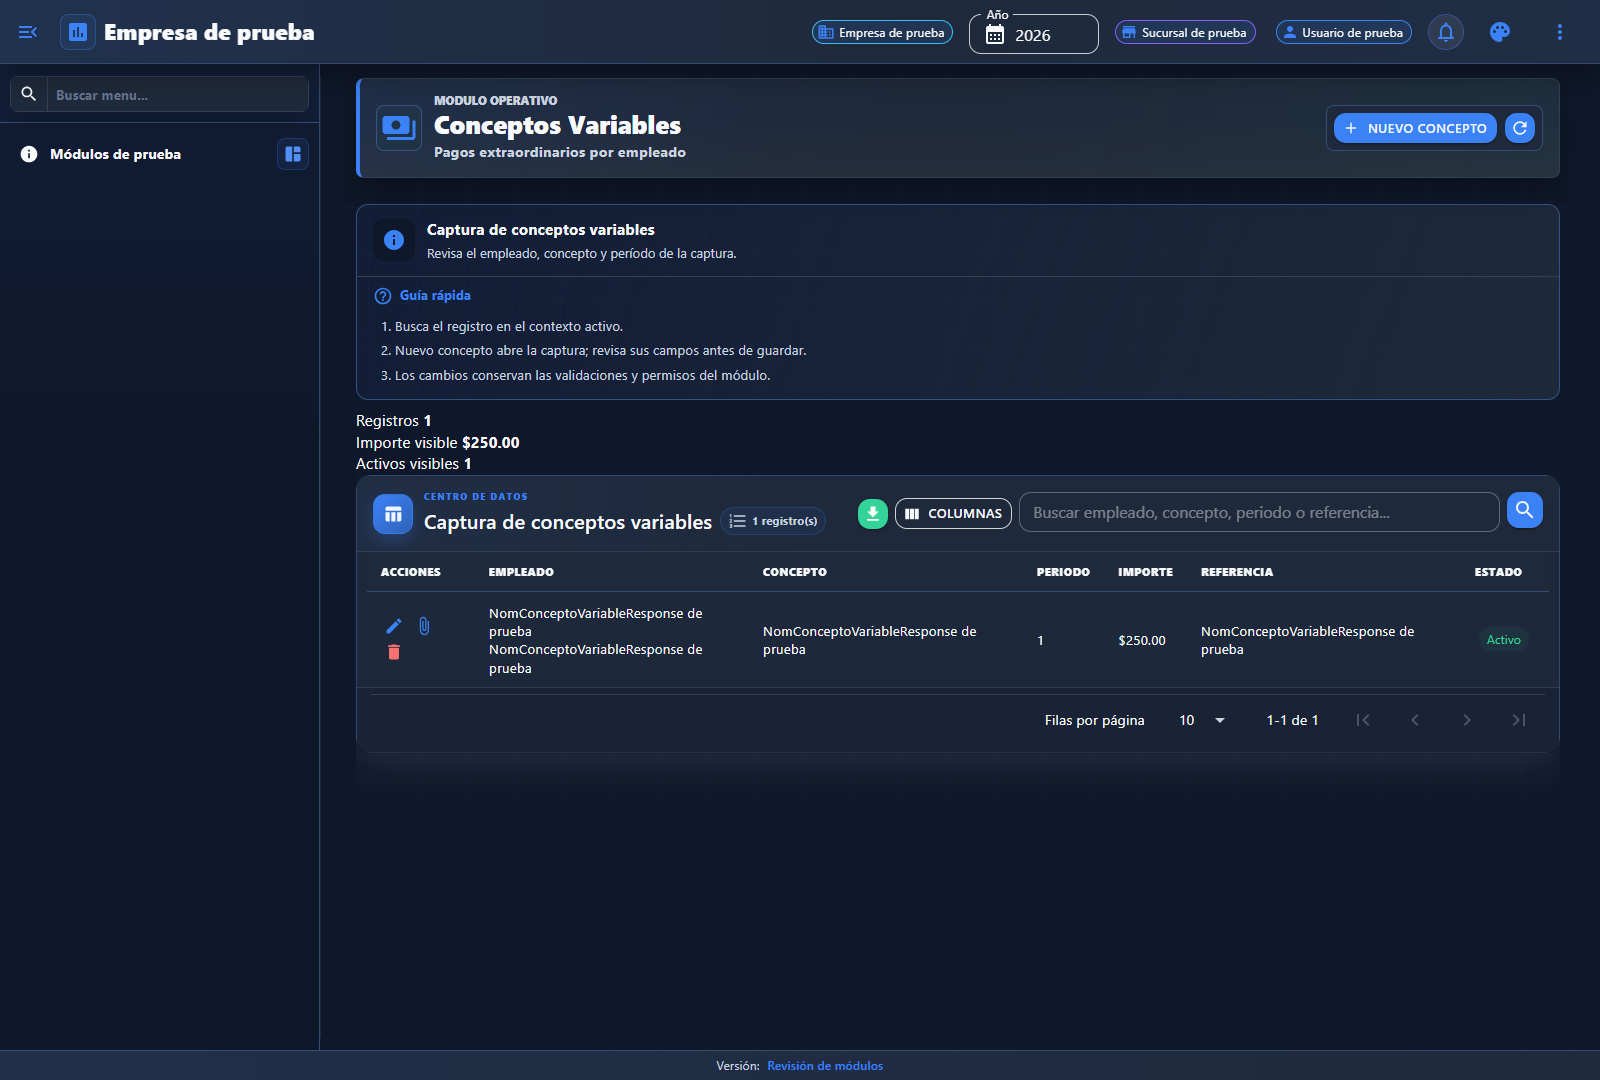 Empresa de prueba
Empresa de prueba
Año
2026
Sucursal de prueba
Usuario de prueba
Buscar menu...
Módulos de prueba
MODULO OPERATIVO
Conceptos Variables
Pagos extraordinarios por empleado
NUEVO CONCEPTO
Captura de conceptos variables
Revisa el empleado, concepto y período de la captura.
Guía rápida
1. Busca el registro en el contexto activo.
2. Nuevo concepto abre la captura; revisa sus campos antes de guardar.
3. Los cambios conservan las validaciones y permisos del módulo.
Registros 1
Importe visible $250.00
Activos visibles 1
CENTRO DE DATOS
Captura de conceptos variables
1 registro(s)
COLUMNAS
Buscar empleado, concepto, periodo o referencia...
ACCIONES EMPLEADO CONCEPTO PERIODO IMPORTE REFERENCIA ESTADO
NomConceptoVariableResponse de
prueba
NomConceptoVariableResponse de
prueba
NomConceptoVariableResponse de
prueba
1
$250.00
NomConceptoVariableResponse de
prueba
Activo
Filas por página 10 1-1 de 1
Versión: Revisión de módulos